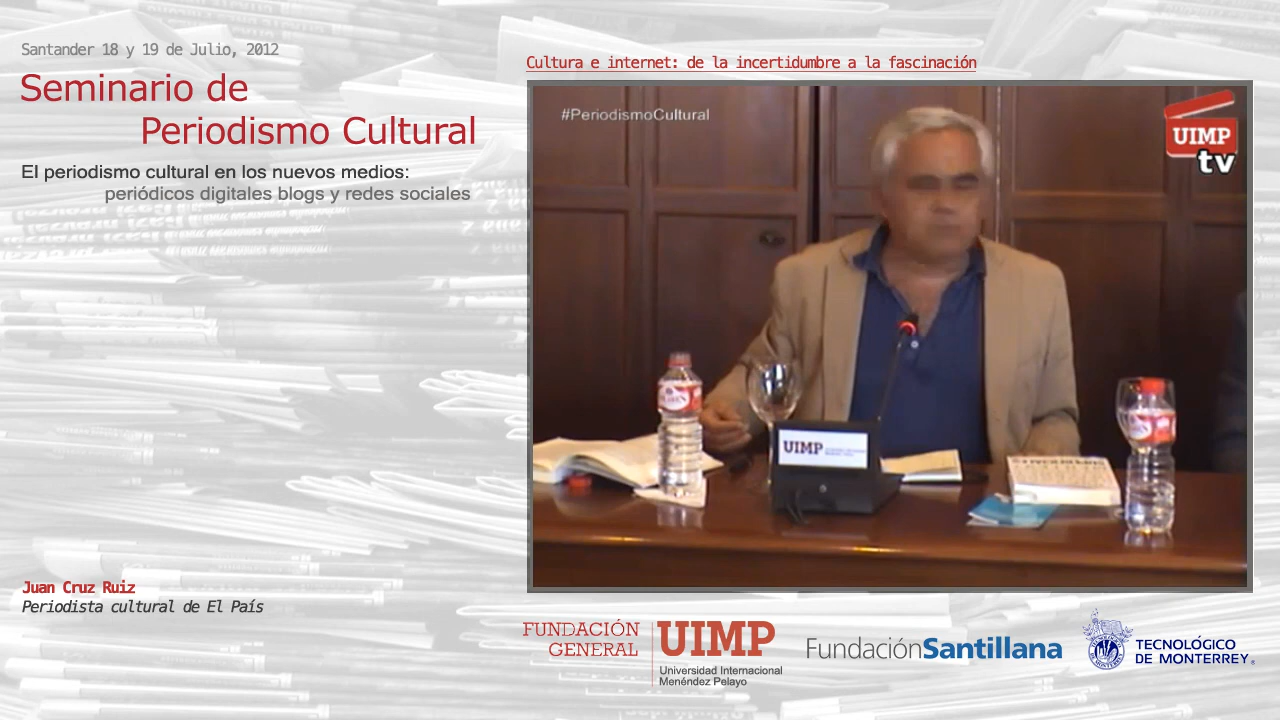 Santander 18 y 19 de Julio, 2012
Seminario de
Periodismo Cultural
El periodismo cultural en los nuevos medios:
periódicos digitales blogs y redes sociales
Cultura e internet: de la incertidumbre a la fascinación
#PeriodismoCultural
UIMP
tv
UIMP
Juan Cruz Ruiz
Periodista cultural de El País
FUNDACIÓN
GENERAL
UIMP
Universidad Internacional
Menéndez Pelayo
FundaciónSantillana
TECNOLÓGICO
DE MONTERREY®